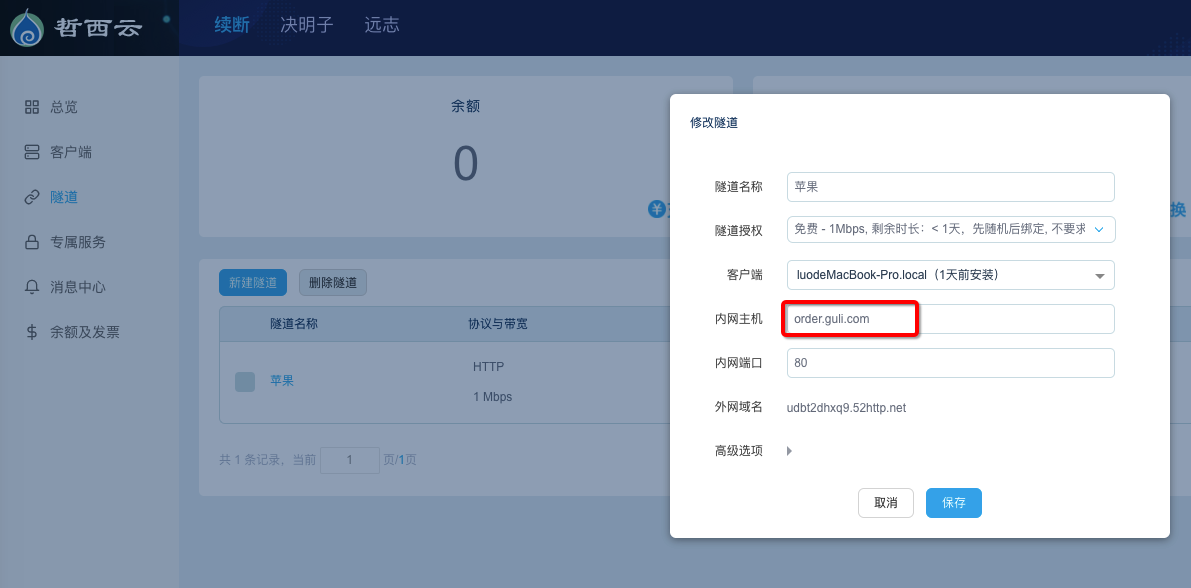 哲西云
续断 决明子 远志
总览
客户端
隧道
专属服务
消息中心
余额及发票
余额
0
¥
换
新建隧道 删除隧道
隧道名称 协议与带宽
苹果
HTTP
1 Mbps
共 1 条记录，当前 1 页/1页
修改隧道
隧道名称 苹果
隧道授权 免费 - 1Mbps, 剩余时长：< 1天，先随机后绑定, 不要求
客户端 luodeMacBook-Pro.local（1天前安装）
内网主机 order.guli.com
内网端口 80
外网域名 udbt2dhxq9.52http.net
高级选项
取消 保存